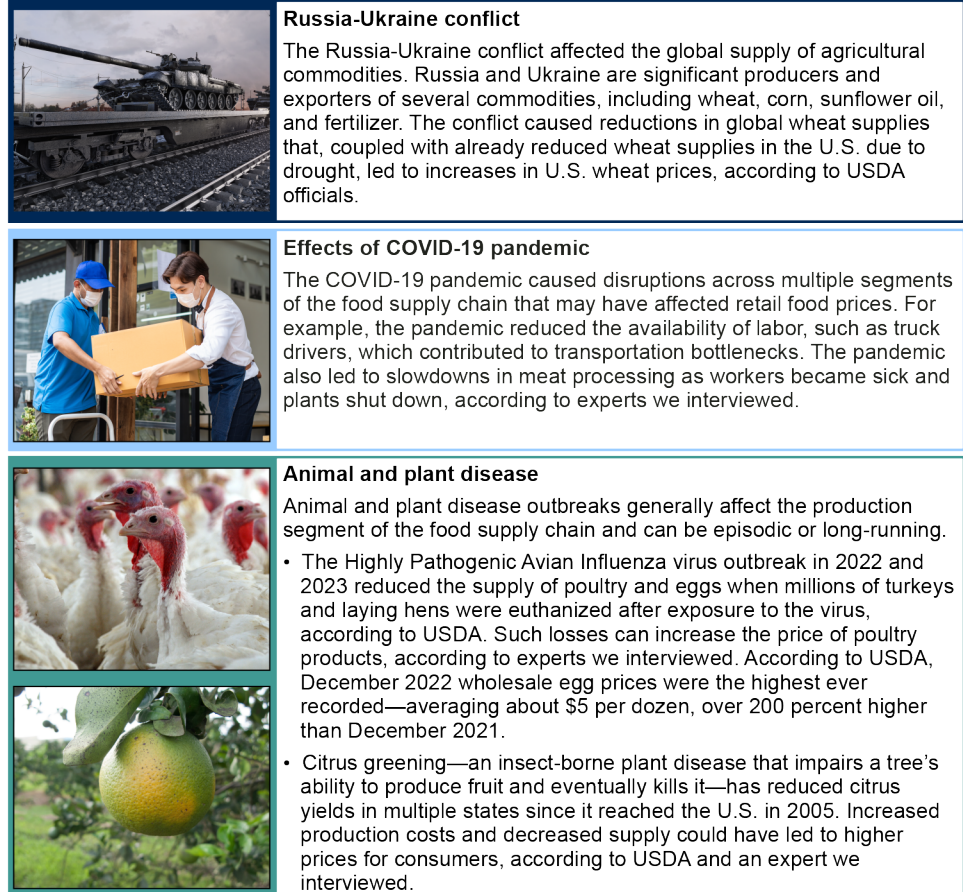 Russia-Ukraine conflict
The Russia-Ukraine conflict affected the global supply of agricultural
commodities. Russia and Ukraine are significant producers and
exporters of several commodities, including wheat, corn, sunflower oil,
and fertilizer. The conflict caused reductions in global wheat supplies
that, coupled with already reduced wheat supplies in the U.S. due to
drought, led to increases in U.S. wheat prices, according to USDA
officials.
Effects of COVID-19 pandemic
The COVID-19 pandemic caused disruptions across multiple segments
of the food supply chain that may have affected retail food prices. For
example, the pandemic reduced the availability of labor, such as truck
drivers, which contributed to transportation bottlenecks. The pandemic
also led to slowdowns in meat processing as workers became sick and
plants shut down, according to experts we interviewed.
Animal and plant disease
Animal and plant disease outbreaks generally affect the production
segment of the food supply chain and can be episodic or long-running.
• The Highly Pathogenic Avian Influenza virus outbreak in 2022 and
2023 reduced the supply of poultry and eggs when millions of turkeys
and laying hens were euthanized after exposure to the virus,
according to USDA. Such losses can increase the price of poultry
products, according to experts we interviewed. According to USDA,
December 2022 wholesale egg prices were the highest ever
recorded—averaging about $5 per dozen, over 200 percent higher
than December 2021.
• Citrus greening—an insect-borne plant disease that impairs a tree's
ability to produce fruit and eventually kills it—has reduced citrus
yields in multiple states since it reached the U.S. in 2005. Increased
production costs and decreased supply could have led to higher
prices for consumers, according to USDA and an expert we
interviewed.